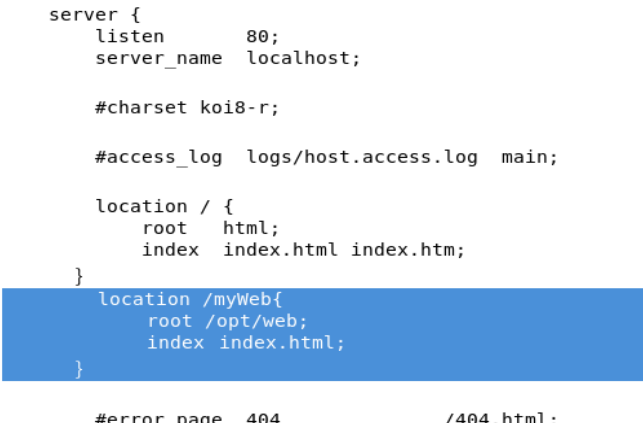 server {
listen 80;
server_name localhost;
#charset koi8-r;
#access_log logs/host.access.log main;
location / {
root html;
index index.html index.htm;
}
location /myWeb{
root /opt/web;
index index.html;
}
#error_page 404 /404.html;